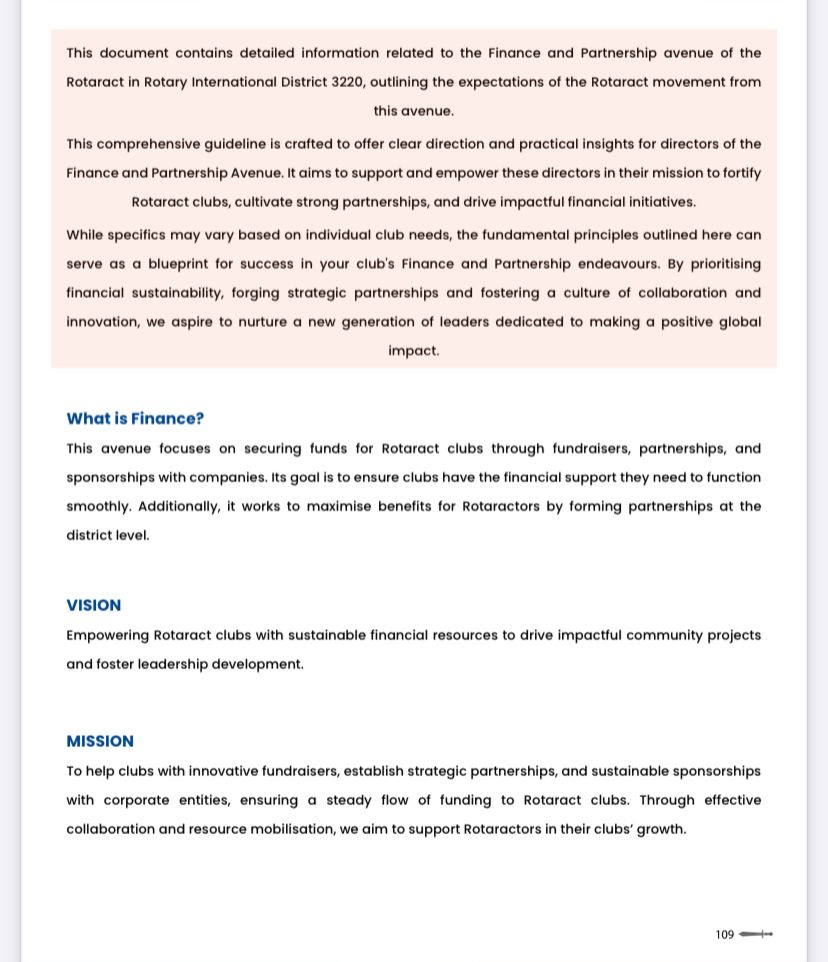 This document contains detailed information related to the Finance and Partnership avenue of the
Rotaract in Rotary International District 3220, outlining the expectations of the Rotaract movement from
this avenue.
This comprehensive guideline is crafted to offer clear direction and practical insights for directors of the
Finance and Partnership Avenue. It aims to support and empower these directors in their mission to fortify
Rotaract clubs, cultivate strong partnerships, and drive impactful financial initiatives.
While specifics may vary based on individual club needs, the fundamental principles outlined here can
serve as a blueprint for success in your club's Finance and Partnership endeavours. By prioritising
financial sustainability, forging strategic partnerships and fostering a culture of collaboration and
innovation, we aspire to nurture a new generation of leaders dedicated to making a positive global
impact.
What is Finance?
This avenue focuses on securing funds for Rotaract clubs through fundraisers, partnerships, and
sponsorships with companies. Its goal is to ensure clubs have the financial support they need to function
smoothly. Additionally, it works to maximise benefits for Rotaractors by forming partnerships at the
district level.
VISION
Empowering Rotaract clubs with sustainable financial resources to drive impactful community projects
and foster leadership development.
MISSION
To help clubs with innovative fundraisers, establish strategic partnerships, and sustainable sponsorships
with corporate entities, ensuring a steady flow of funding to Rotaract clubs. Through effective
collaboration and resource mobilisation, we aim to support Rotaractors in their clubs’ growth.
109